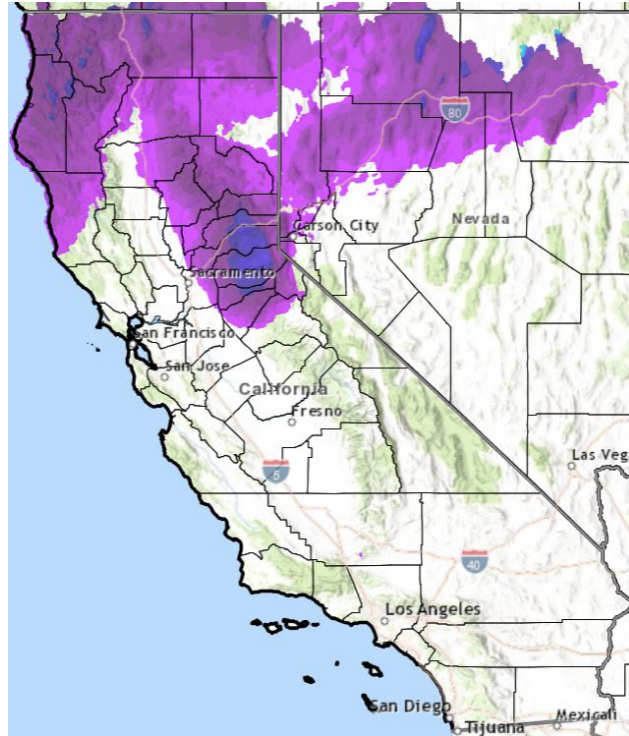 80
Nevada
Carson City
Sacramento
San Francisco
San Jose
California
Fresno
5
Las Veg
40
Los Angeles
San Diego
Tijuana
Mexicali